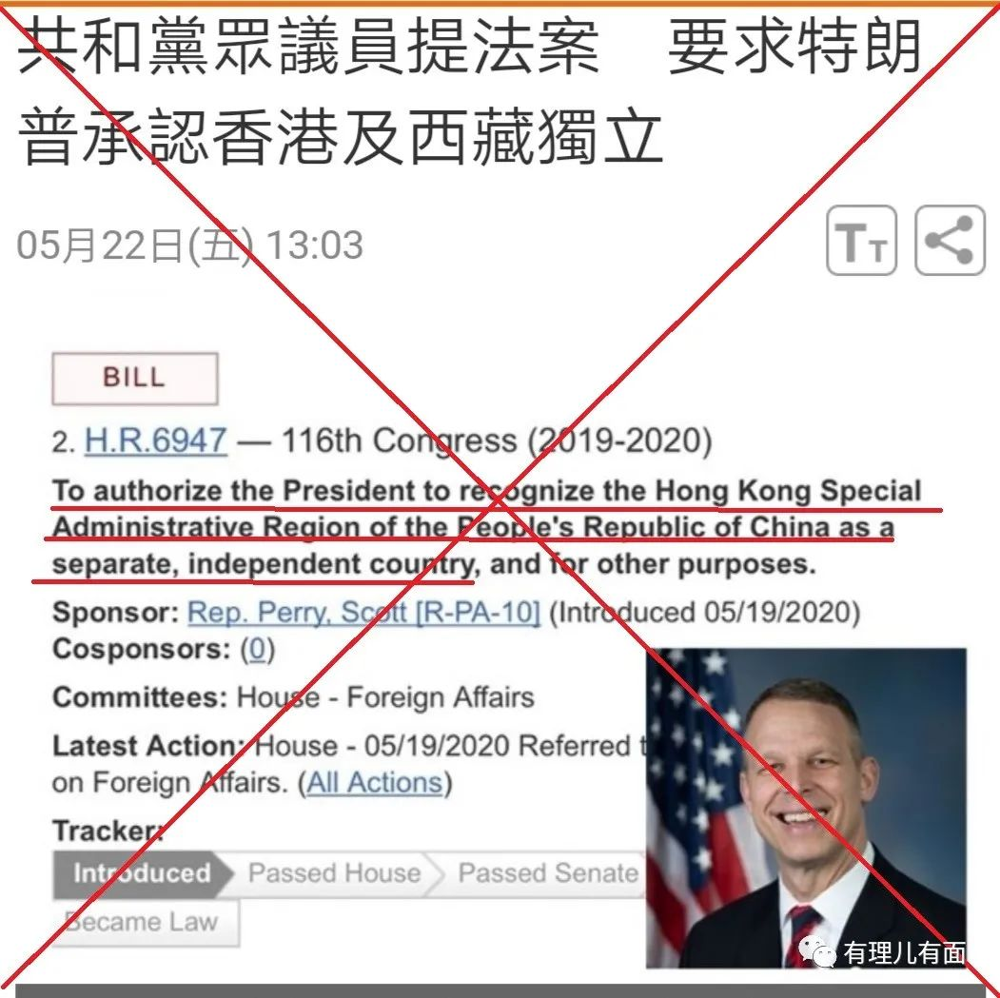 共和黨眾議員提法案　要求特朗
普承認香港及西藏獨立
05月22日(五) 13:03
TT
BILL
2. H.R.6947 — 116th Congress (2019-2020)
To authorize the President to recognize the Hong Kong Special
Administrative Region of the People's Republic of China as a
separate, independent country, and for other purposes.
Sponsor: Rep. Perry, Scott [R-PA-10] (Introduced 05/19/2020)
Cosponsors: (0)
Committees: House - Foreign Affairs
Latest Action: House - 05/19/2020 Referred t
on Foreign Affairs. (All Actions)
Tracker:
Introduced Passed House Passed Senate
Became Law
有理儿有面